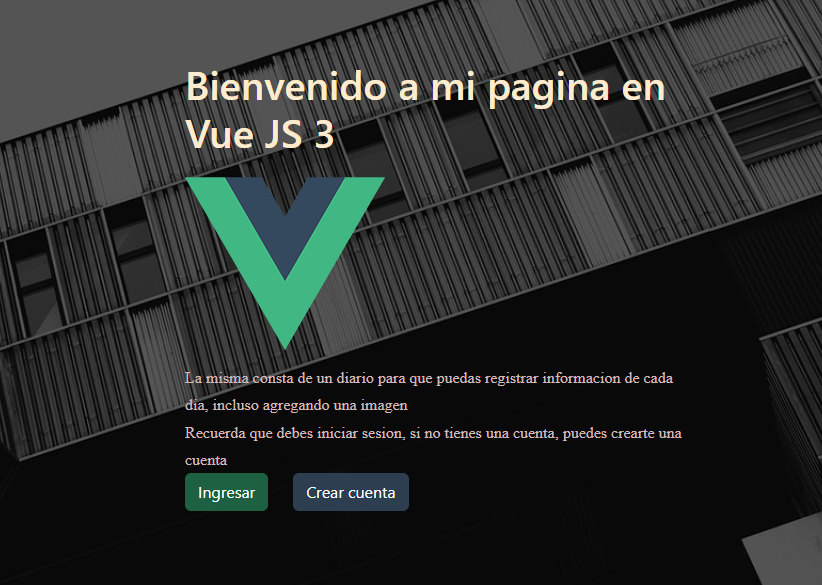 Bienvenido a mi pagina en
Vue JS 3
La misma consta de un diario para que puedas registrar informacion de cada
día, incluso agregando una imagen
Recuerda que debes iniciar sesion, si no tienes una cuenta, puedes crearte una
cuenta
Ingresar
Crear cuenta